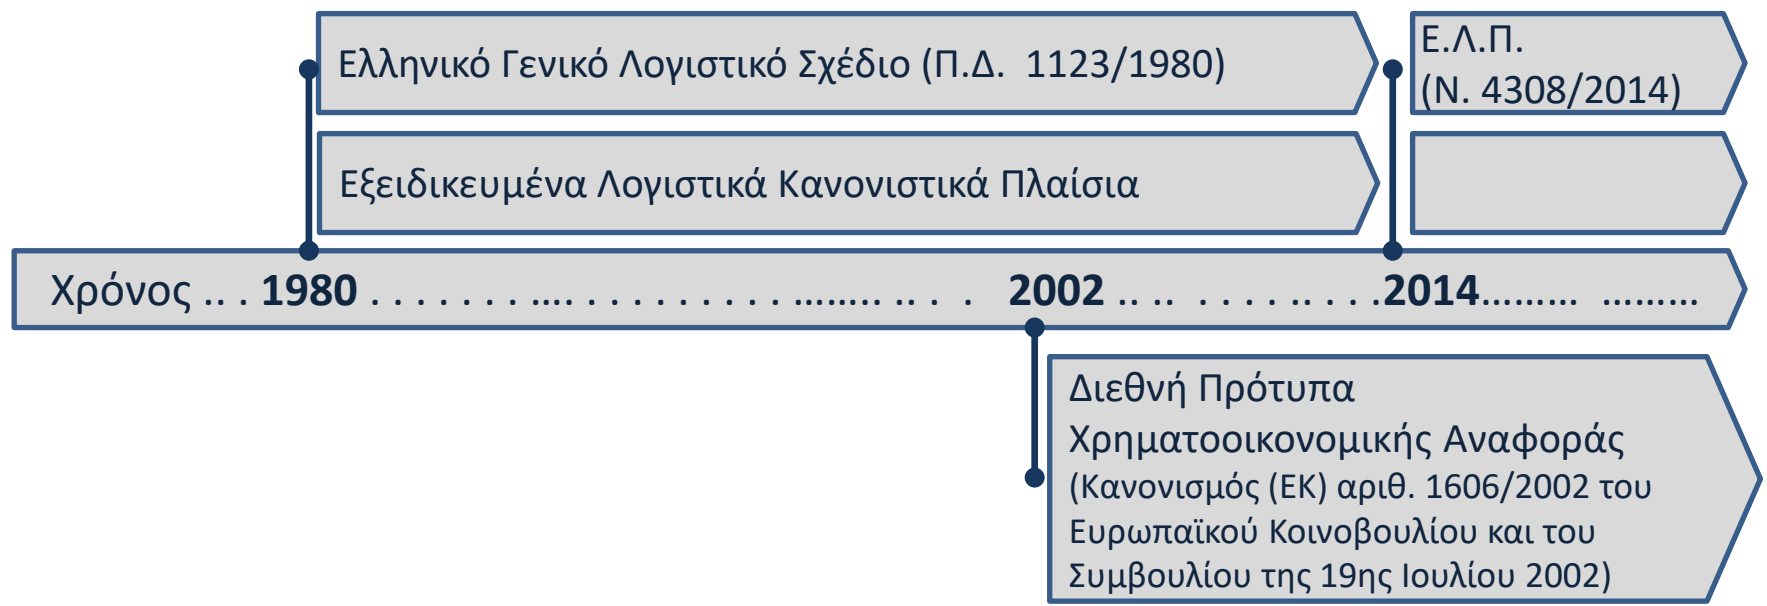 Ελληνικό Γενικό Λογιστικό Σχέδιο (Π.Δ. 1123/1980)
Ε.Λ.Π.
(Ν. 4308/2014)
Εξειδικευμένα Λογιστικά Κανονιστικά Πλαίσια
Χρόνος .. . 1980 . . . . . . . .... . . . . . . . . . . ........ .. . . 2002 .. .. . . . . .. . . .2014......... .........
Διεθνή Πρότυπα
Χρηματοοικονομικής Αναφοράς
(Κανονισμός (ΕΚ) αριθ. 1606/2002 του
Ευρωπαϊκού Κοινοβουλίου και του
Συμβουλίου της 19ης Ιουλίου 2002)